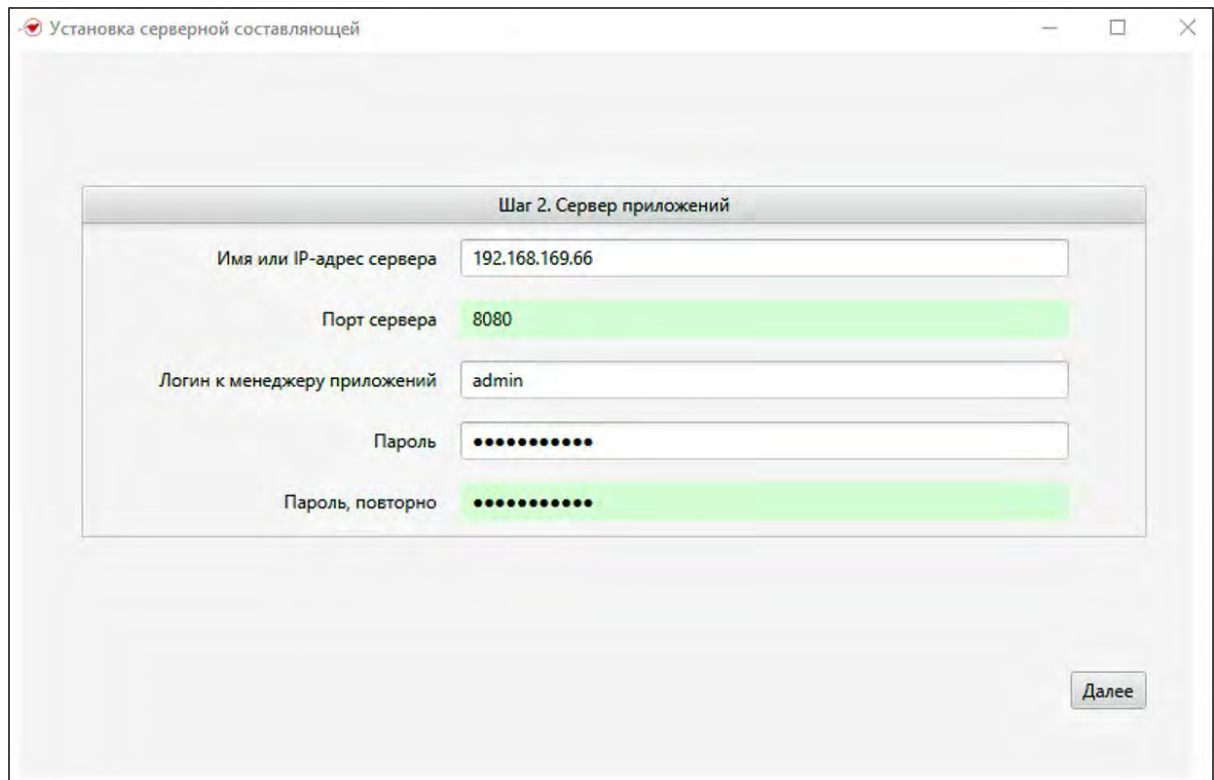 Установка серверной составляющей
Шаг 2. Сервер приложений
Имя или IP-адрес сервера 192.168.169.66
Порт сервера 8080
Логин к менеджеру приложений admin
Пароль •••••••••••
Пароль, повторно •••••••••••
Далее